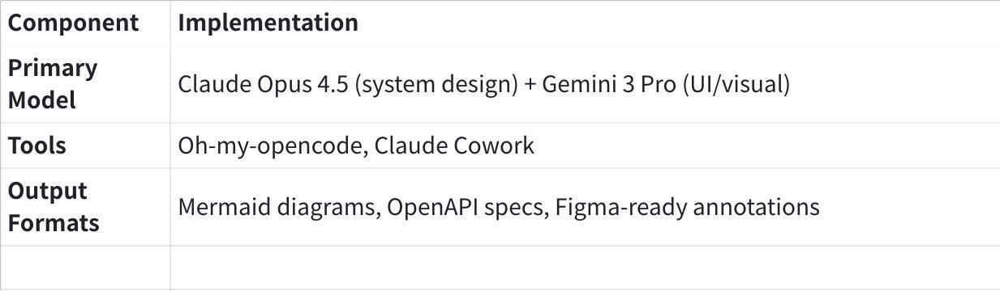 Component Implementation
Primary Model Claude Opus 4.5 (system design) + Gemini 3 Pro (UI/visual)
Tools Oh-my-opencode, Claude Cowork
Output Formats Mermaid diagrams, OpenAPI specs, Figma-ready annotations